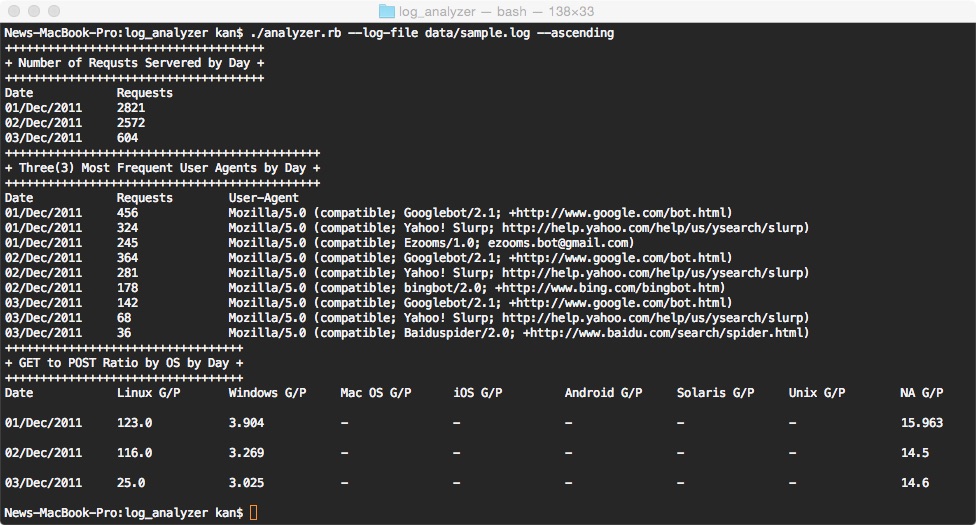 log_analyzer — bash — 138×33
News-MacBook-Pro:log_analyzer kan$ ./analyzer.rb --log-file data/sample.log --ascending
++++++++++++++++++++++++++++++++++++
+ Number of Requsts Servered by Day +
++++++++++++++++++++++++++++++++++++
Date Requests
01/Dec/2011 2821
02/Dec/2011 2572
03/Dec/2011 604
++++++++++++++++++++++++++++++++++++++++++++
+ Three(3) Most Frequent User Agents by Day +
++++++++++++++++++++++++++++++++++++++++++++
Date Requests User-Agent
01/Dec/2011 456 Mozilla/5.0 (compatible; Googlebot/2.1; +http://www.google.com/bot.html)
01/Dec/2011 324 Mozilla/5.0 (compatible; Yahoo! Slurp; http://help.yahoo.com/help/us/ysearch/slurp)
01/Dec/2011 245 Mozilla/5.0 (compatible; Ezooms/1.0; ezooms.bot@gmail.com)
02/Dec/2011 364 Mozilla/5.0 (compatible; Googlebot/2.1; +http://www.google.com/bot.html)
02/Dec/2011 281 Mozilla/5.0 (compatible; Yahoo! Slurp; http://help.yahoo.com/help/us/ysearch/slurp)
02/Dec/2011 178 Mozilla/5.0 (compatible; bingbot/2.0; +http://www.bing.com/bingbot.htm)
03/Dec/2011 142 Mozilla/5.0 (compatible; Googlebot/2.1; +http://www.google.com/bot.html)
03/Dec/2011 68 Mozilla/5.0 (compatible; Yahoo! Slurp; http://help.yahoo.com/help/us/ysearch/slurp)
03/Dec/2011 36 Mozilla/5.0 (compatible; Baiduspider/2.0; +http://www.baidu.com/search/spider.html)
+++++++++++++++++++++++++++++++++
+ GET to POST Ratio by OS by Day +
+++++++++++++++++++++++++++++++++
Date Linux G/P Windows G/P Mac OS G/P iOS G/P Android G/P Solaris G/P Unix G/P NA G/P
01/Dec/2011 123.0 3.904 - - - - - 15.963
02/Dec/2011 116.0 3.269 - - - - - 14.5
03/Dec/2011 25.0 3.025 - - - - - 14.6
News-MacBook-Pro:log_analyzer kan$